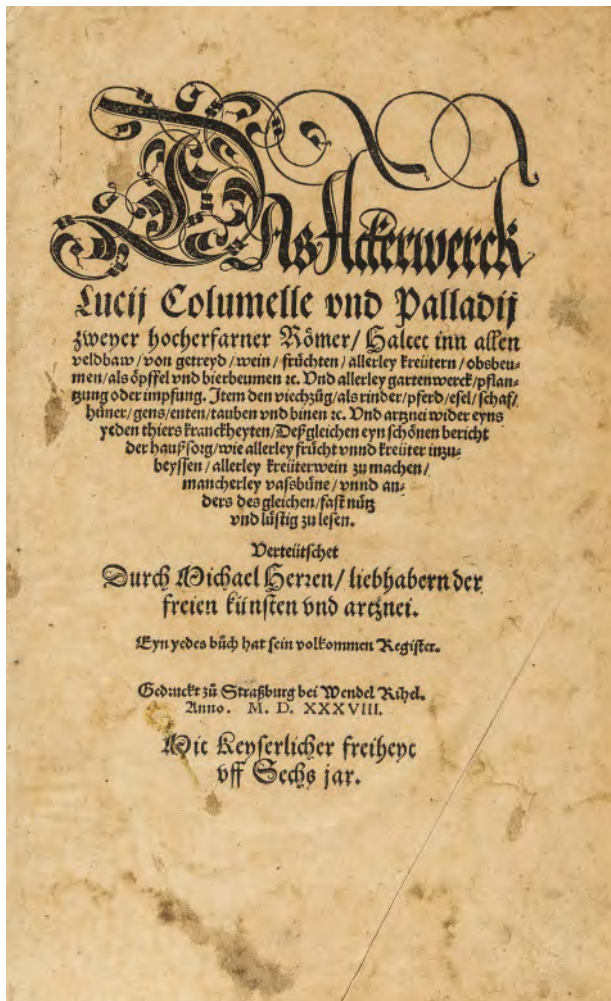 DAs Ackerwerck
Lucij Columelle vnd Palladij
zweyer hocherfarner Römer/ Haltet inn allen
veldbaw/von getreyd/wein/früchten/allerley kreütern/obsbeu-
men/als öpffel vnd bierbeumen ꝛc. Vnd allerley gartenwerck/pflan-
tzung oder impfung. Item den viechzüg/als rinder/pferd/esel/schaf/
hüner/gens/enten/tauben vnd binen ꝛc. Vnd artznei wider eyns
yeden thiers kranckheyten/Deßgleichen eyn schönen bericht
der haußsorg/wie allerley frücht vnnd kreüter inzu-
beyssen/allerley kreüterwein zu machen/
mancherley vassbüne/vnnd an-
ders des gleichen/fast nütz
vnd lüstig zu lesen.
Verteütschet
Durch Michael Herren/ liebhabern der
freien künsten vnd artznei.
Eyn yedes bůch hat sein volkommen Register.
Gedruckt zů Straßburg bei Wendel Rihel.
Anno. M. D. XXXVIII.
Mit Keyserlicher freiheyt
vff Sechs jar.